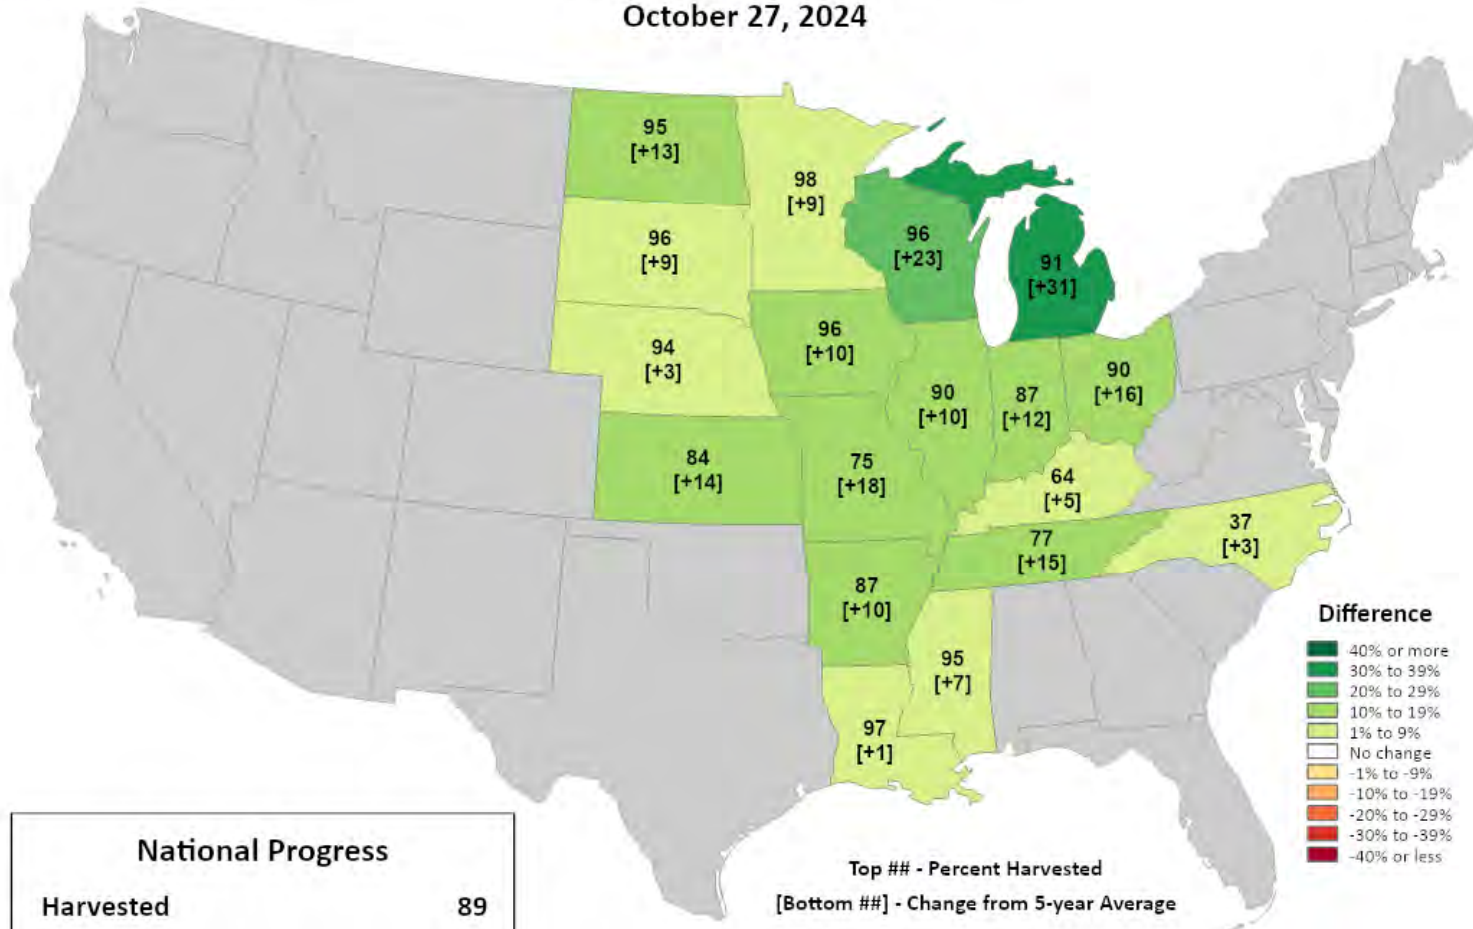 October 27, 2024
95
[+13]
98
[+9]
96
[+23]
91
[+31]
96
[+9]
96
[+10]
94
[+3]
90
[+10]
87
[+12]
90
[+16]
84
[+14]
75
[+18]
64
[+5]
37
[+3]
77
[+15]
87
[+10]
95
[+7]
97
[+1]
Difference
40% or more
30% to 39%
20% to 29%
10% to 19%
1% to 9%
No change
-1% to -9%
-10% to -19%
-20% to -29%
-30% to -39%
-40% or less
National Progress
Harvested 89
Top ## - Percent Harvested
[Bottom ##] - Change from 5-year Average